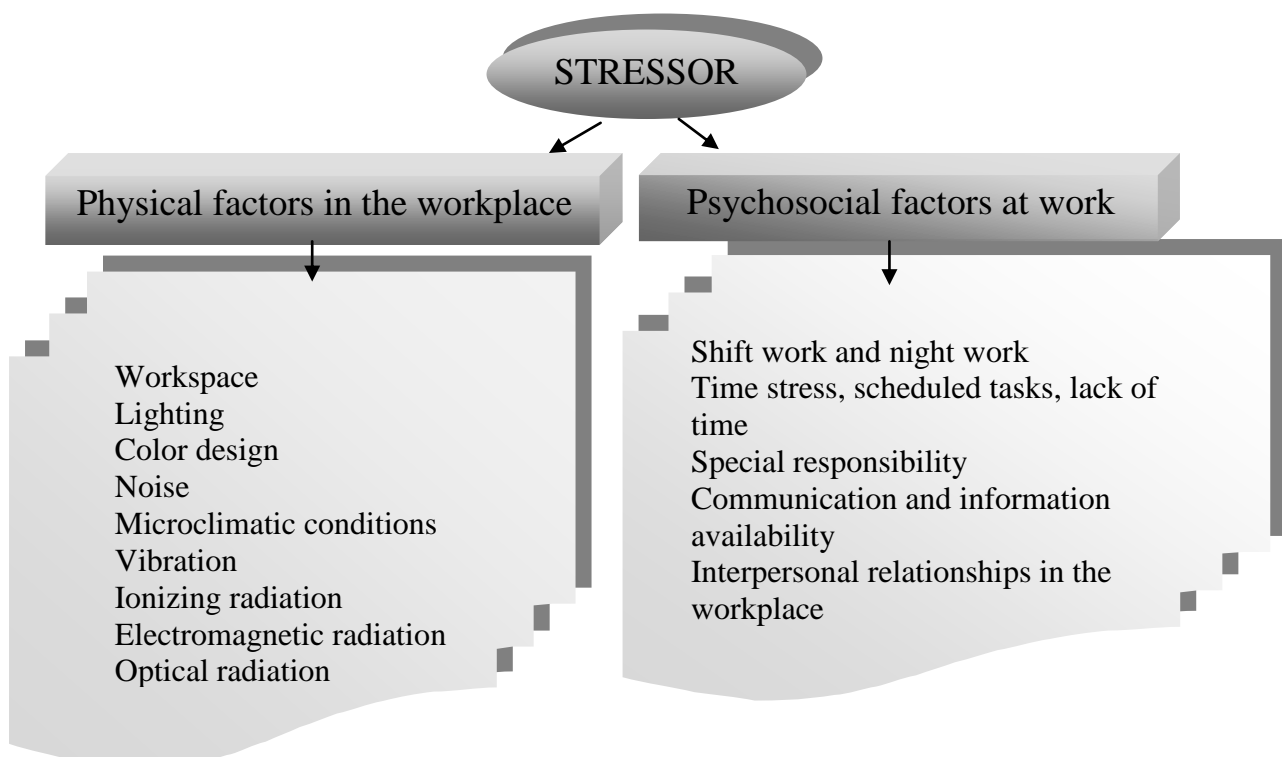 STRESSOR
Physical factors in the workplace
Workspace
Lighting
Color design
Noise
Microclimatic conditions
Vibration
Ionizing radiation
Electromagnetic radiation
Optical radiation
Psychosocial factors at work
Shift work and night work
Time stress, scheduled tasks, lack of
time
Special responsibility
Communication and information
availability
Interpersonal relationships in the
workplace